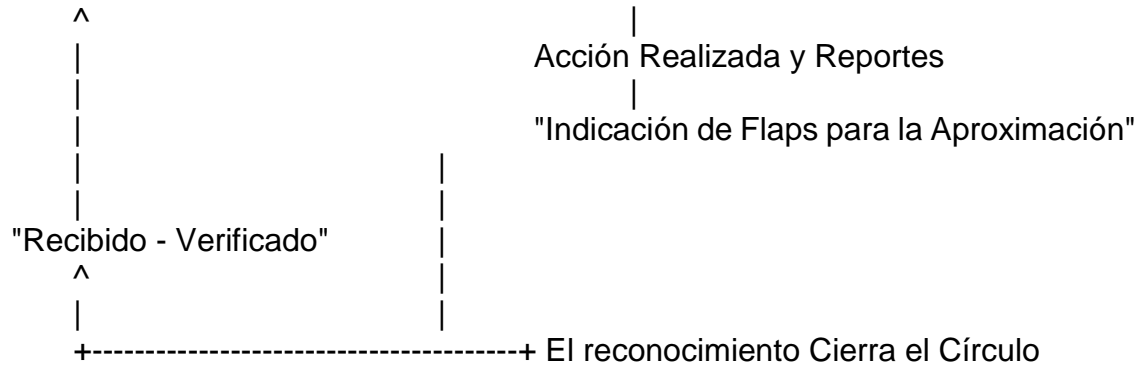 Acción Realizada y Reportes
"Indicación de Flaps para la Aproximación"
"Recibido - Verificado"
+------------------------------------------+ El reconocimiento Cierra el Círculo